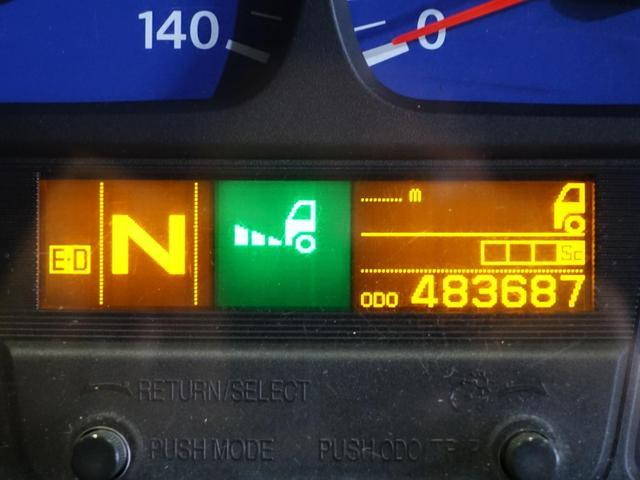 140
0
........ m
E·D
N
Sc
ODO 483687
RETURN/SELECT
PUSH MODE
PUSH ODO/TRIP